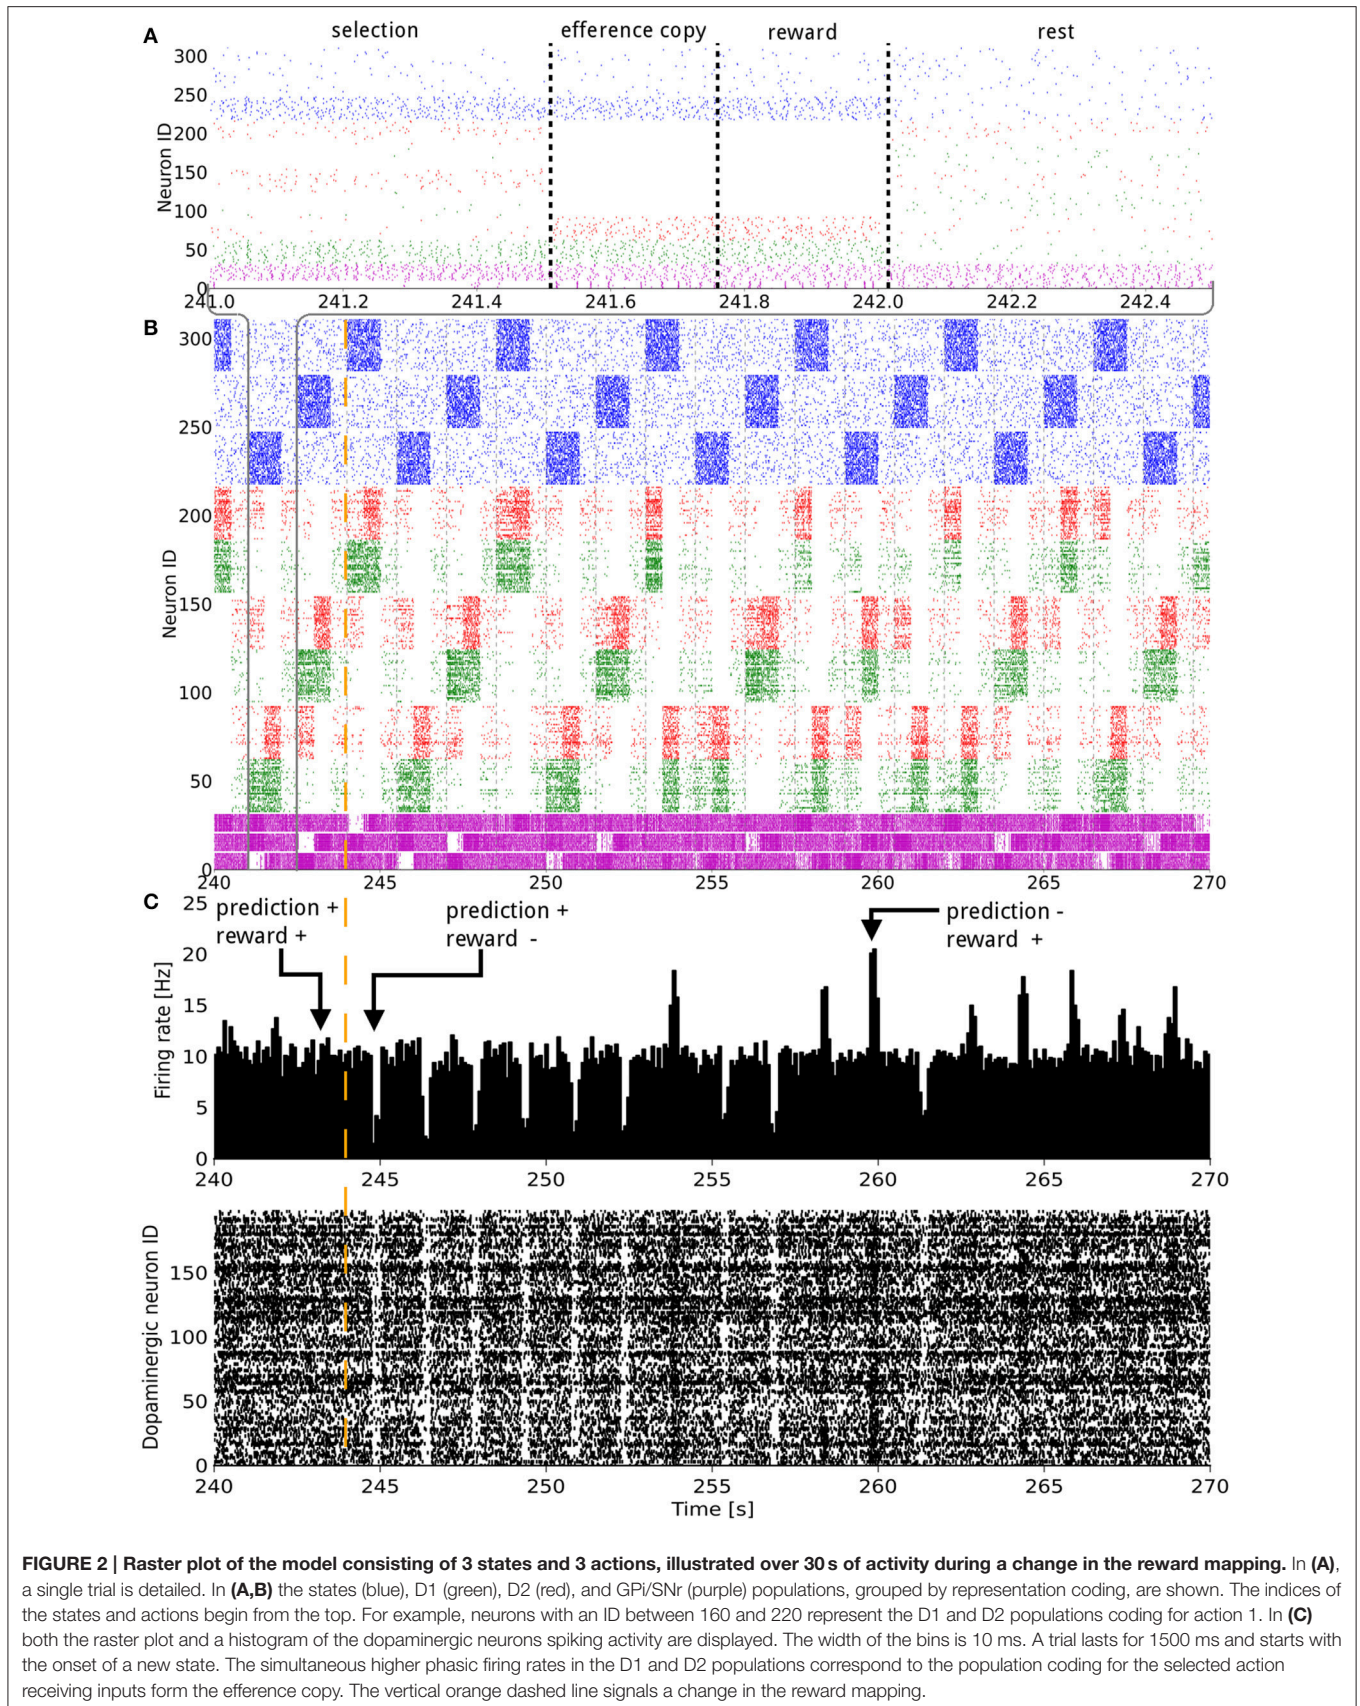 A
selection efference copy reward rest
300
250
200
150
100
50
0
Neuron ID
241.0 241.2 241.4 241.6 241.8 242.0 242.2 242.4
B
300
250
200
150
100
50
0
Neuron ID
240 245 250 255 260 265 270
C
25
20
15
10
5
0
Firing rate [Hz]
prediction +
reward +
prediction +
reward -
prediction -
reward +
240 245 250 255 260 265 270
150
100
50
0
Dopaminergic neuron ID
240 245 250 255 260 265 270
Time [s]
FIGURE 2 | Raster plot of the model consisting of 3 states and 3 actions, illustrated over 30 s of activity during a change in the reward mapping. In (A),
a single trial is detailed. In (A,B) the states (blue), D1 (green), D2 (red), and GPi/SNr (purple) populations, grouped by representation coding, are shown. The indices of
the states and actions begin from the top. For example, neurons with an ID between 160 and 220 represent the D1 and D2 populations coding for action 1. In (C)
both the raster plot and a histogram of the dopaminergic neurons spiking activity are displayed. The width of the bins is 10 ms. A trial lasts for 1500 ms and starts with
the onset of a new state. The simultaneous higher phasic firing rates in the D1 and D2 populations correspond to the population coding for the selected action
receiving inputs form the efference copy. The vertical orange dashed line signals a change in the reward mapping.